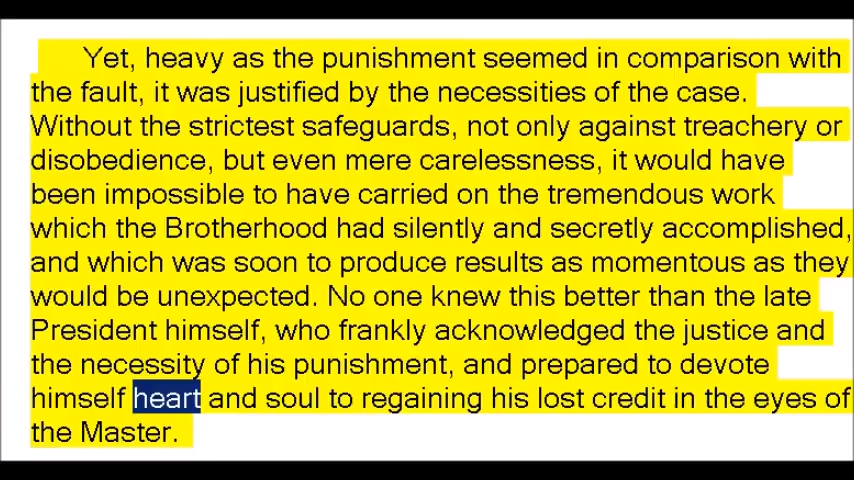 Yet, heavy as the punishment seemed in comparison with
the fault, it was justified by the necessities of the case.
Without the strictest safeguards, not only against treachery or
disobedience, but even mere carelessness, it would have
been impossible to have carried on the tremendous work
which the Brotherhood had silently and secretly accomplished,
and which was soon to produce results as momentous as they
would be unexpected. No one knew this better than the late
President himself, who frankly acknowledged the justice and
the necessity of his punishment, and prepared to devote
himself heart and soul to regaining his lost credit in the eyes of
the Master.